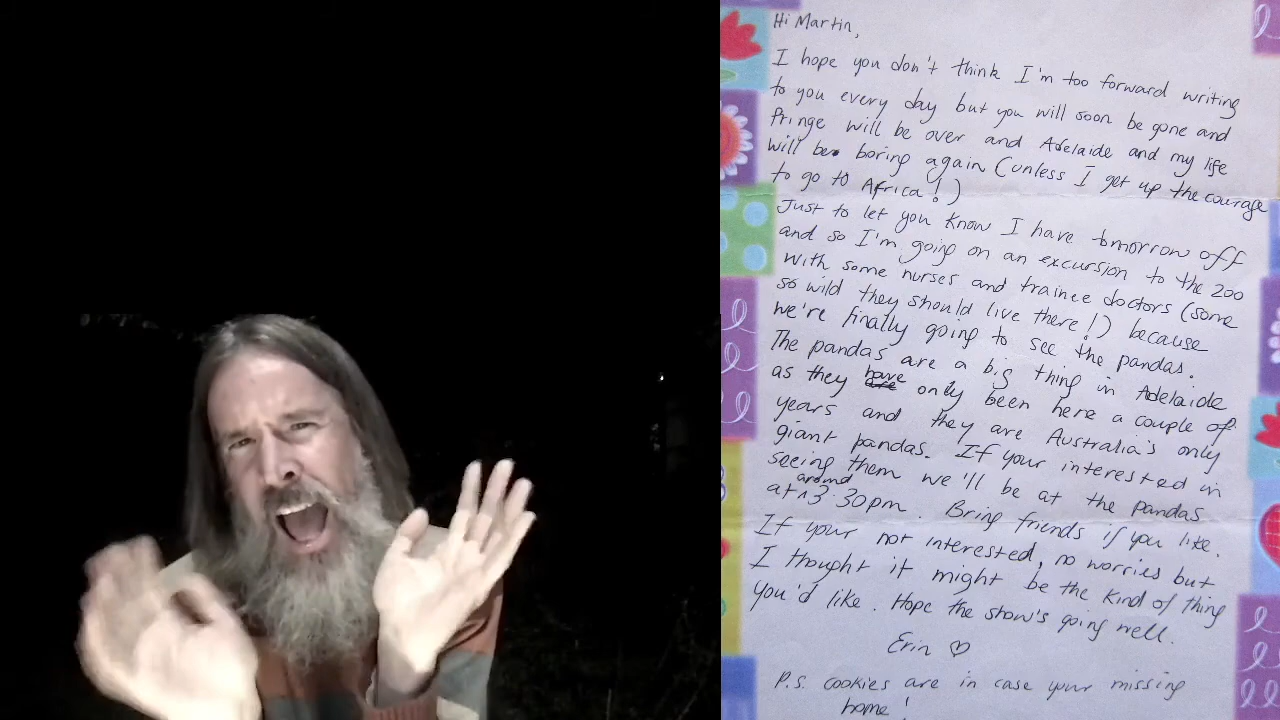 Hi Martin,
I hope you don't think I'm too forward writing
to you every day but you will soon be gone and
Fringe will be over and Adelaide and my life
will be boring again (unless I get up the courage
to go to Africa!)
Just to let you know I have tomorrow off
and so I'm going on an excursion to the zoo
with some nurses and trainee doctors (some
so wild they should live there!) because
we're finally going to see the pandas.
The pandas are a big thing in Adelaide
as they have only been here a couple of
years and they are Australia's only
giant pandas. If your interested in
seeing them we'll be at the pandas
at around 3:30pm. Bring friends if you like.
If your not interested, no worries but
I thought it might be the kind of thing
you'd like. Hope the show's going well.
Erin ♡
P.S. cookies are in case your missing
home!